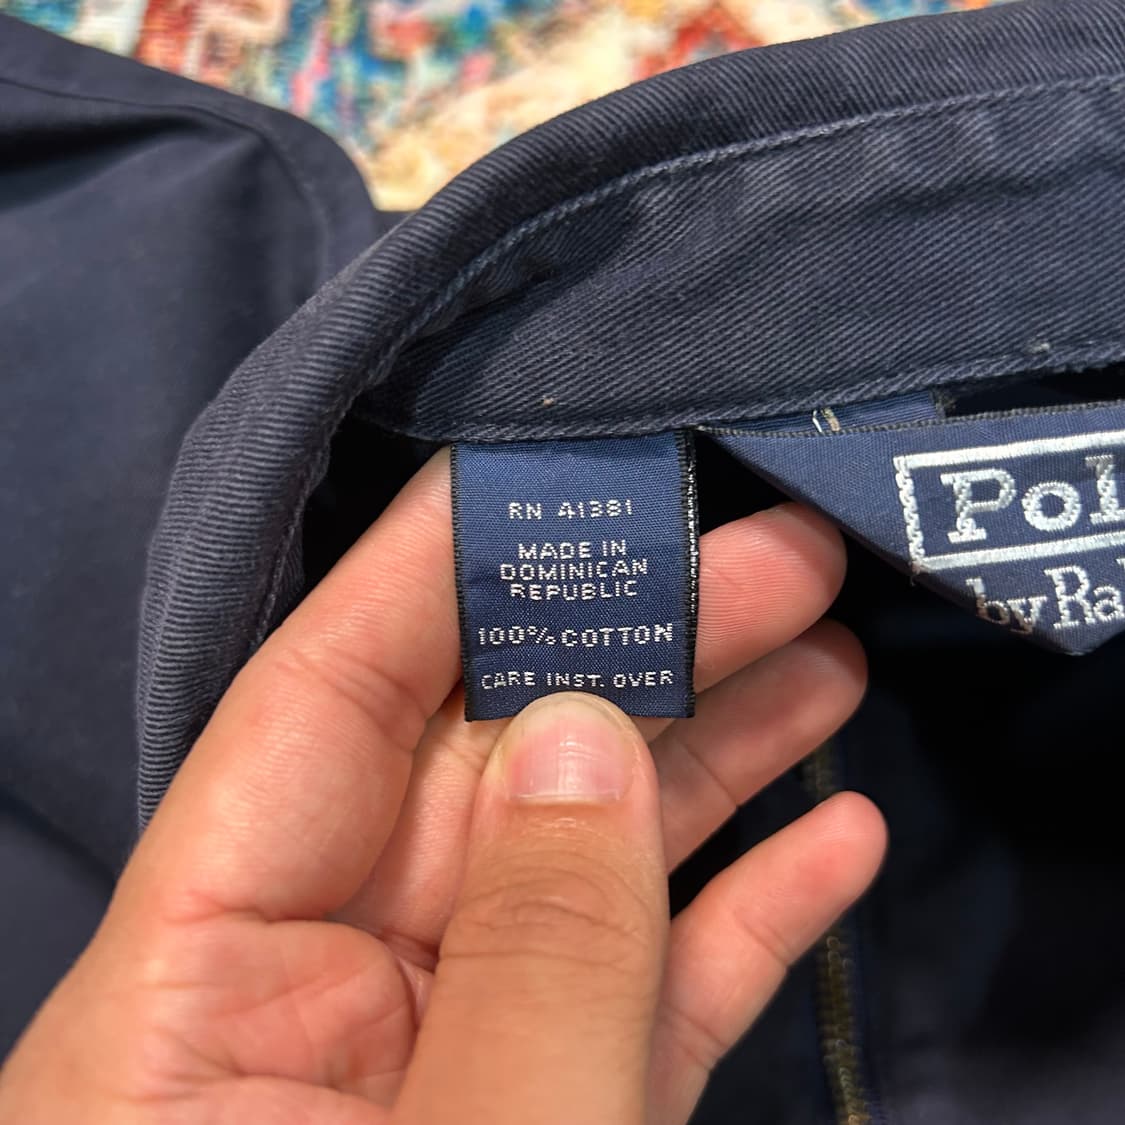 RN 41381
MADE IN
DOMINICAN
REPUBLIC
100% COTTON
CARE INST. OVER
Pol
by Ra